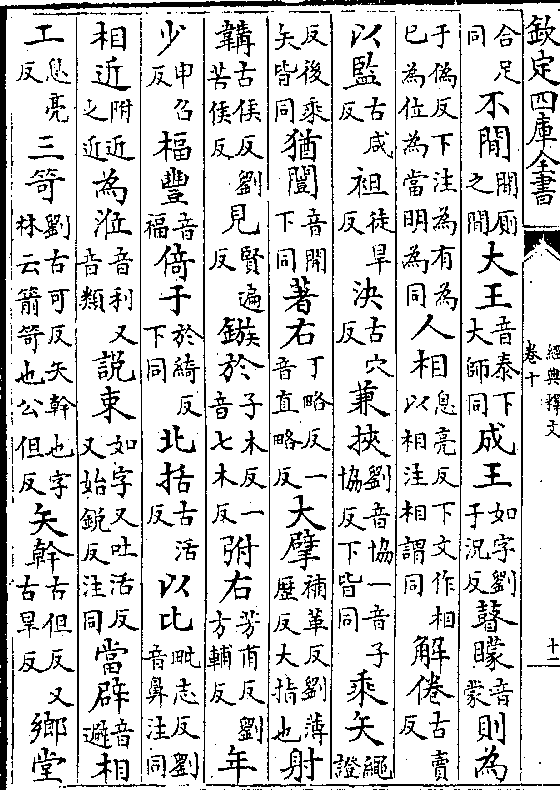 欽定四庫全書
經典釋文
卷十
十一
合足同不閒閒厠之閒大王音泰下大師同成王如字劉于況反瞽矇音蒙則為
于偽反下注為有為巳為位為當明為同人相息亮反下文作相以相注相謂同解倦古賣反
以監古咸反袒徒旱反決古穴反兼挾劉音協一音子協反下皆同乘矢繩證
反後乘矢皆同猶闓音開下同著右丁略反一音直略反大擘補革反劉薄歷反大指也射
韝古侯反劉苦侯反見賢遍反鏃於子木反一音七木反弣右芳甫反劉方輔反年
少申召反楅豐音福倚于於綺反下同北括古活反以比毗志反劉音鼻注同
相近附近之近為涖音利又音類說束如字又吐活反又始鋭反注同當辟音避相
工息亮反三笴劉古可反矢幹也字林云箭笴也公但反矢幹古但反又古旱反鄉堂